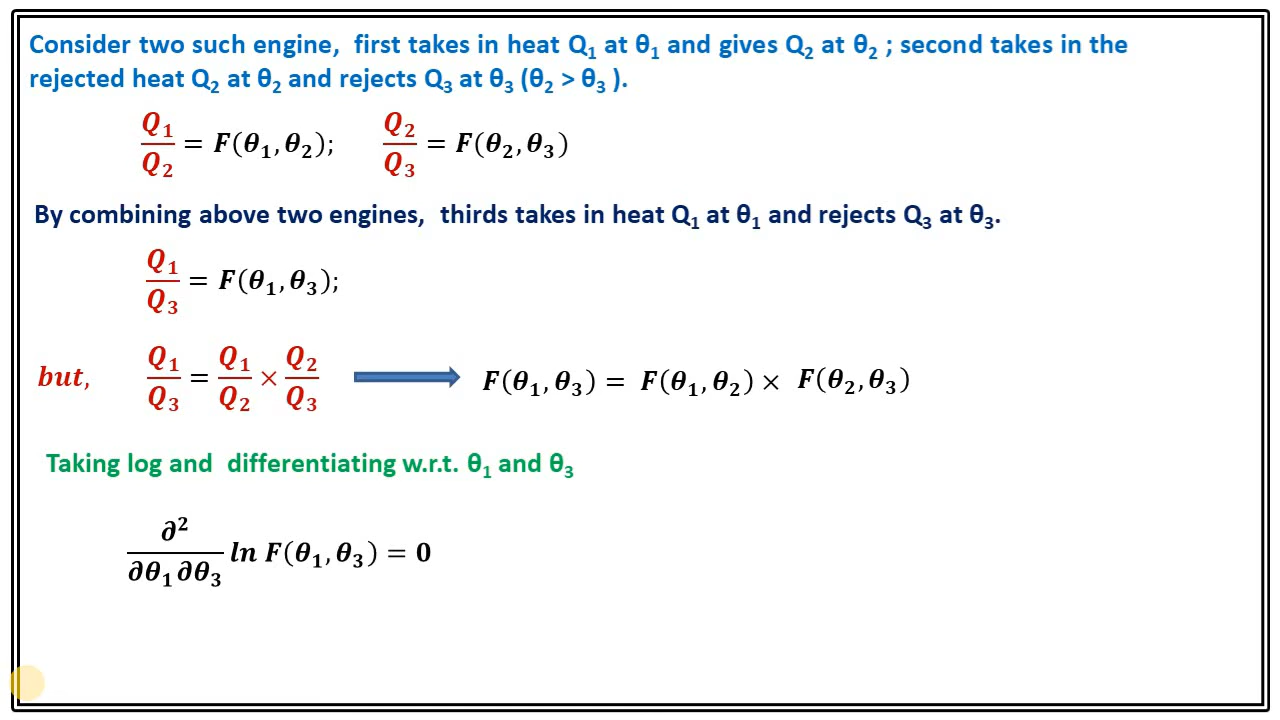 Consider two such engine, first takes in heat Q₁ at θ₁ and gives Q₂ at θ₂ ; second takes in the
rejected heat Q₂ at θ₂ and rejects Q₃ at θ₃ (θ₂ > θ₃ ).
Q₁/Q₂ = F(θ₁,θ₂); Q₂/Q₃ = F(θ₂,θ₃)
By combining above two engines, thirds takes in heat Q₁ at θ₁ and rejects Q₃ at θ₃.
Q₁/Q₃ = F(θ₁,θ₃);
but, Q₁/Q₃ = Q₁/Q₂ × Q₂/Q₃ F(θ₁,θ₃) = F(θ₁,θ₂) × F(θ₂,θ₃)
Taking log and differentiating w.r.t. θ₁ and θ₃
∂²/∂θ₁∂θ₃ ln F(θ₁,θ₃) = 0